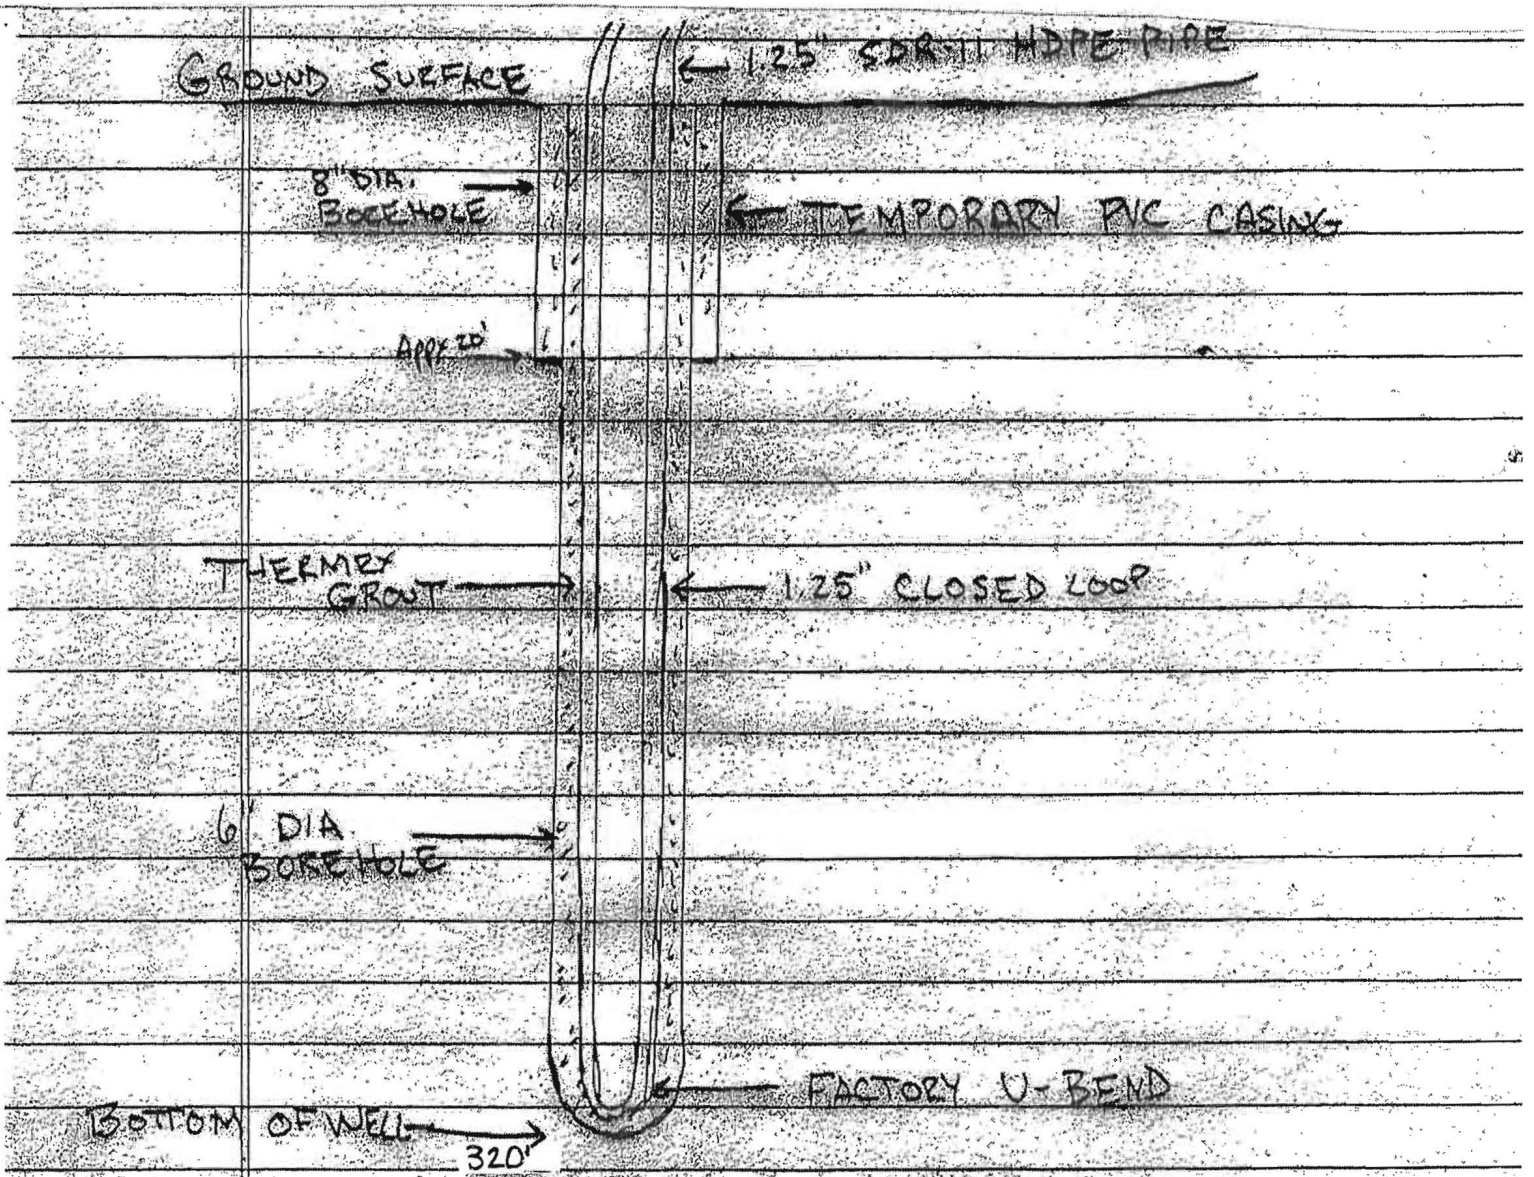 1.25" SDR-11 HDPE PIPE
GROUND SURFACE
8" DIA.
BOREHOLE
TEMPORARY PVC CASING
Appx 20'
THERMEX
GROUT
1.25" CLOSED LOOP
6" DIA
BOREHOLE
FACTORY U-BEND
BOTTOM OF WELL
320'